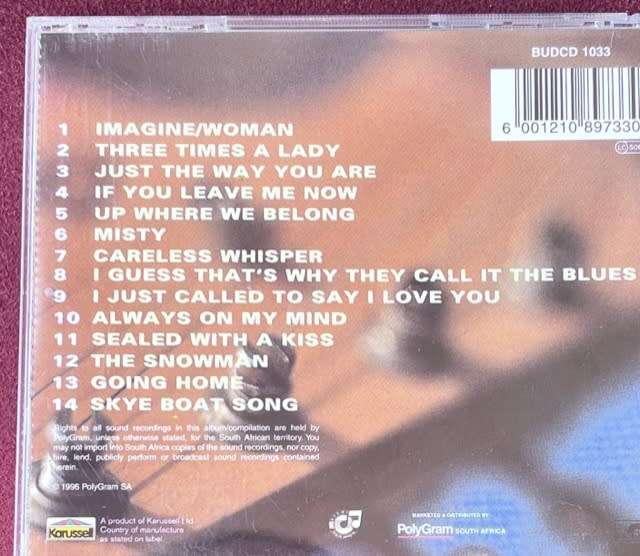 BUDCD 1033
6 001210 897330
LC
1 IMAGINE/WOMAN
2 THREE TIMES A LADY
3 JUST THE WAY YOU ARE
4 IF YOU LEAVE ME NOW
5 UP WHERE WE BELONG
6 MISTY
7 CARELESS WHISPER
8 I GUESS THAT'S WHY THEY CALL IT THE BLUES
9 I JUST CALLED TO SAY I LOVE YOU
10 ALWAYS ON MY MIND
11 SEALED WITH A KISS
12 THE SNOWMAN
13 GOING HOME
14 SKYE BOAT SONG
Rights to all sound recordings in this album/compilation are held by
PolyGram, unless otherwise stated, for the South African territory. You
may not import into South Africa copies of the sound recordings, nor copy,
hire, lend, publicly perform or broadcast sound recordings contained
herein.
© 1996 PolyGram SA
Karussell
A product of Karussell Ltd
Country of manufacture
as stated on label
MARKETED & DISTRIBUTED BY
PolyGram SOUTH AFRICA